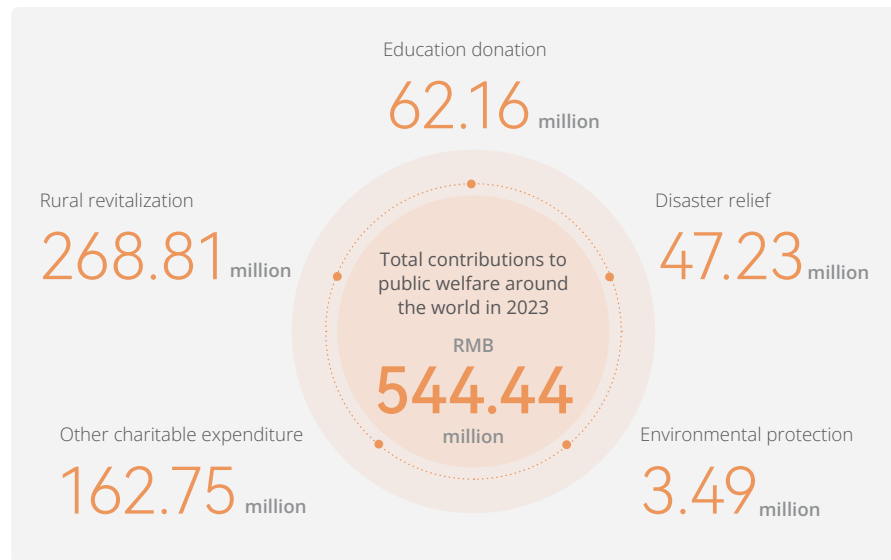 Education donation
62.16 million
Rural revitalization
268.81 million
Disaster relief
47.23 million
Total contributions to
public welfare around
the world in 2023
RMB
544.44
million
Other charitable expenditure
162.75 million
Environmental protection
3.49 million